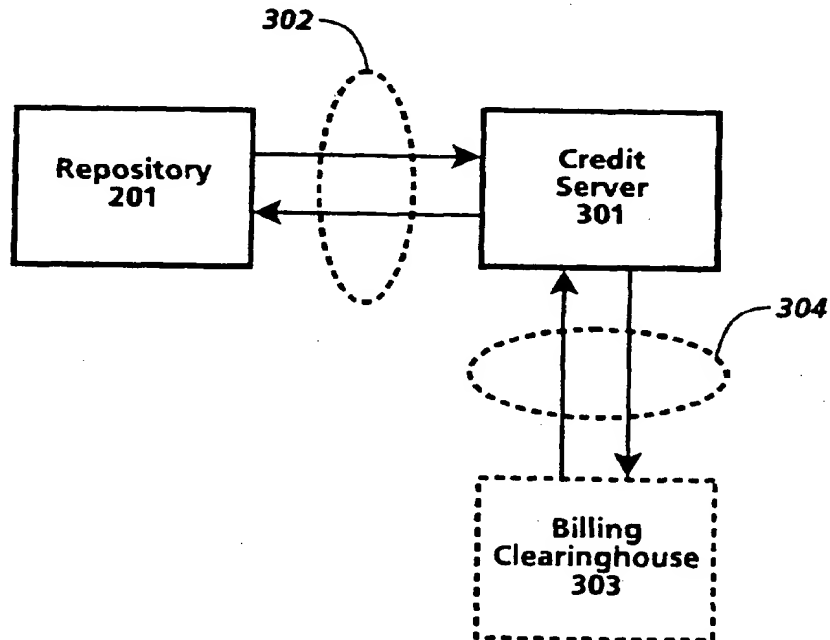 302
Repository
201
Credit
Server
301
304
Billing
Clearinghouse
303